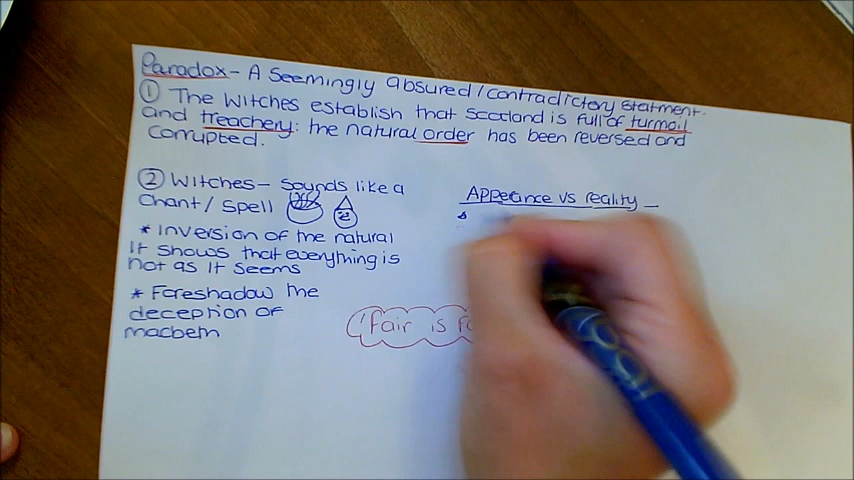 Paradox - A seemingly absured/contradictory statment.
① The witches establish that Scotland is full of turmoil
and treachery: the natural order has been reversed and
corrupted.
② Witches - sounds like a
chant/spell
* Inversion of the natural
It shows that everything is
not as it seems
* Foreshadow the
deception of
macbeth
Apperance vs reality -
'Fair is